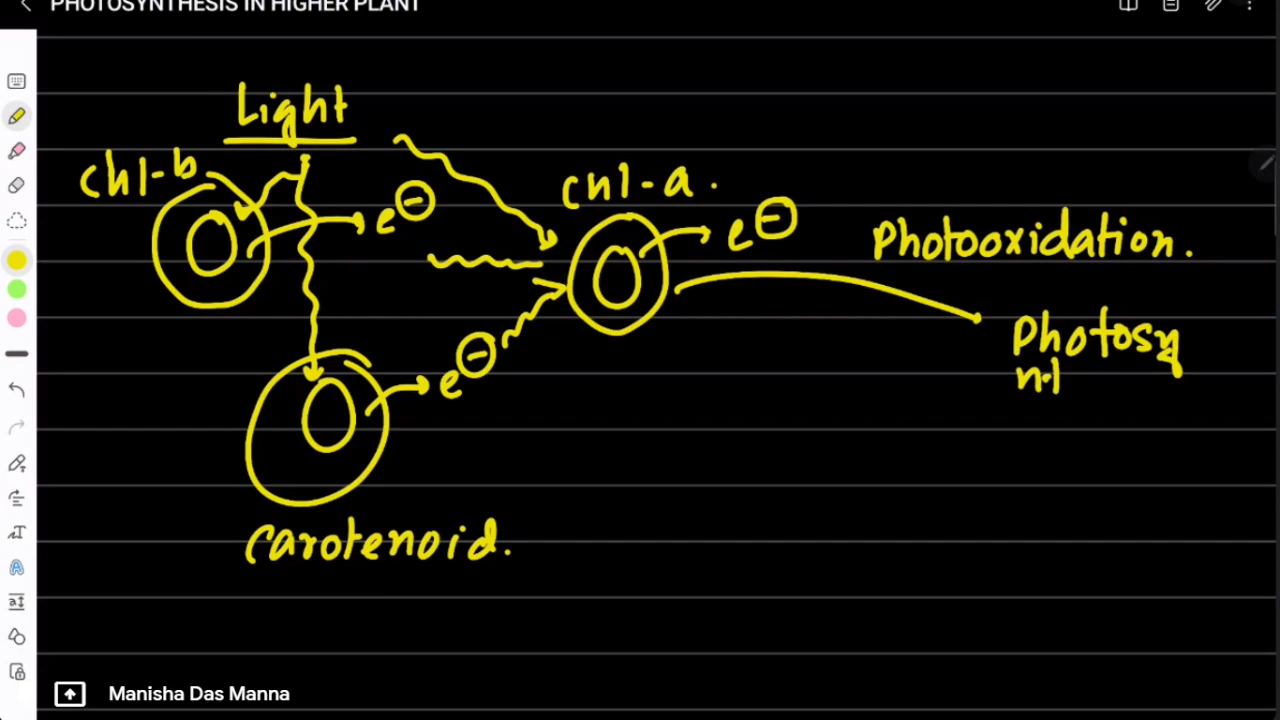 PHOTOSYNTHESIS IN HIGHER PLANT
Light
chl-b
chl-a.
e⊖
e⊖
Photooxidation.
e⊖
Photosy
carotenoid.
Manisha Das Manna